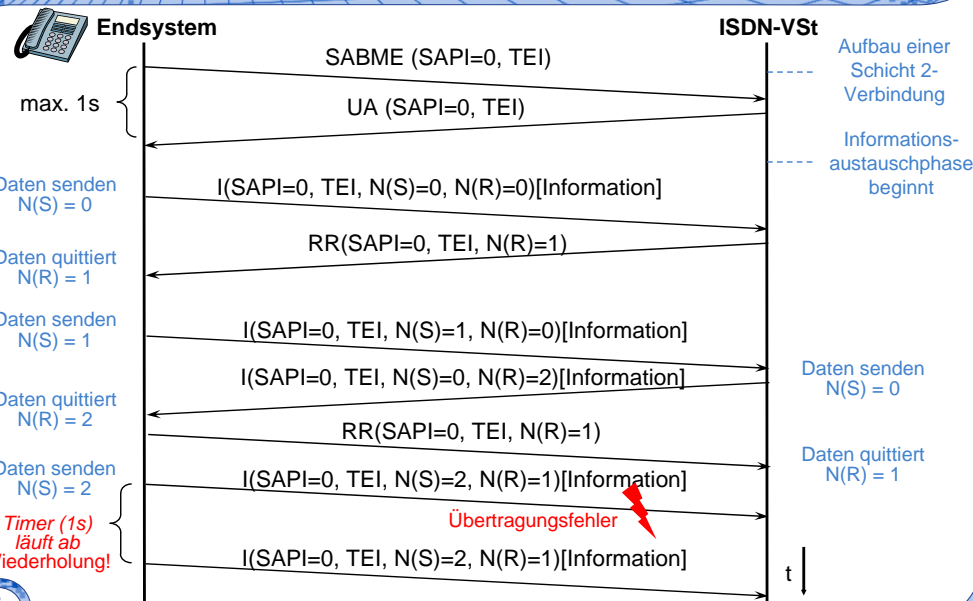 Endsystem
ISDN-VSt
SABME (SAPI=0, TEI)
Aufbau einer
Schicht 2-
Verbindung
max. 1s
UA (SAPI=0, TEI)
Informations-
austauschphase
beginnt
Daten senden
N(S) = 0
I(SAPI=0, TEI, N(S)=0, N(R)=0)[Information]
RR(SAPI=0, TEI, N(R)=1)
Daten quittiert
N(R) = 1
Daten senden
N(S) = 1
I(SAPI=0, TEI, N(S)=1, N(R)=0)[Information]
I(SAPI=0, TEI, N(S)=0, N(R)=2)[Information]
Daten senden
N(S) = 0
Daten quittiert
N(R) = 2
RR(SAPI=0, TEI, N(R)=1)
Daten quittiert
N(R) = 1
Daten senden
N(S) = 2
I(SAPI=0, TEI, N(S)=2, N(R)=1)[Information]
Übertragungsfehler
Timer (1s)
läuft ab
Wiederholung!
I(SAPI=0, TEI, N(S)=2, N(R)=1)[Information]
t